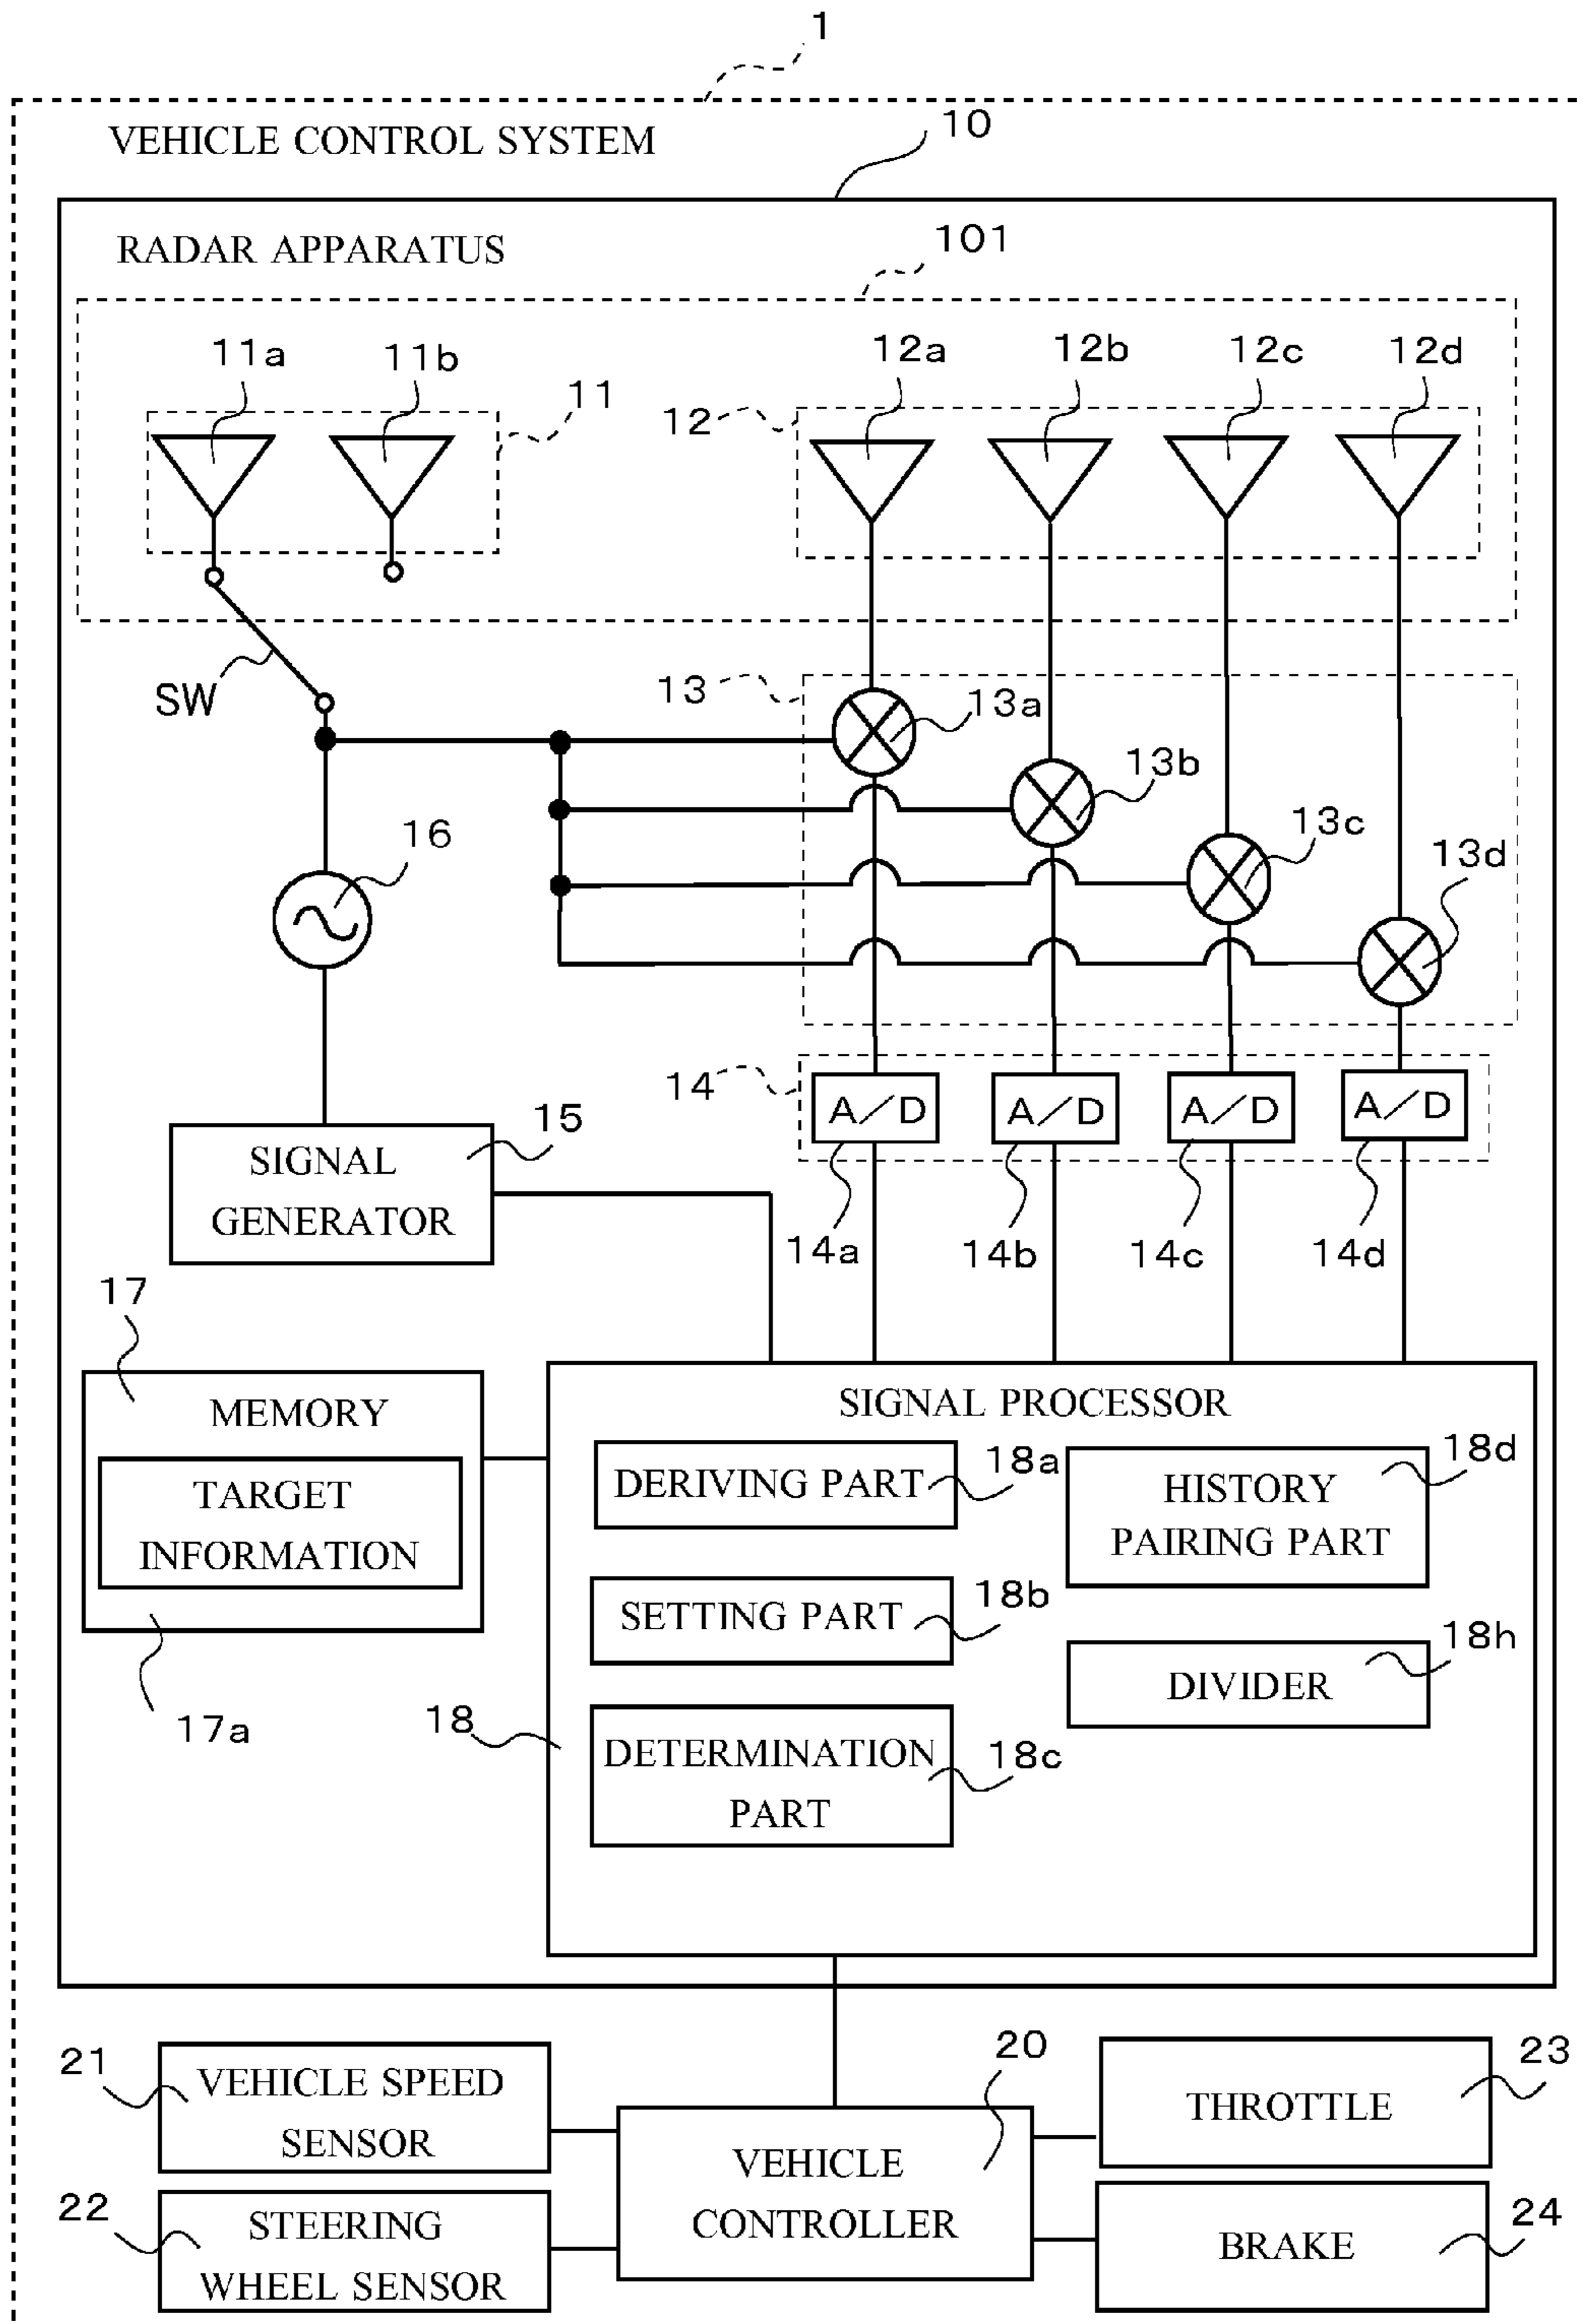 1
VEHICLE CONTROL SYSTEM
10
RADAR APPARATUS
101
11a
11b
11
12
12a
12b
12c
12d
SW
13
13a
13b
13c
13d
16
14
A/D
A/D
A/D
A/D
14a
14b
14c
14d
15
SIGNAL
GENERATOR
17
MEMORY
TARGET
INFORMATION
17a
SIGNAL PROCESSOR
DERIVING PART
18a
HISTORY
PAIRING PART
18d
SETTING PART
18b
DIVIDER
18h
18
DETERMINATION
PART
18c
21
VEHICLE SPEED
SENSOR
20
VEHICLE
CONTROLLER
THROTTLE
23
22
STEERING
WHEEL SENSOR
BRAKE
24